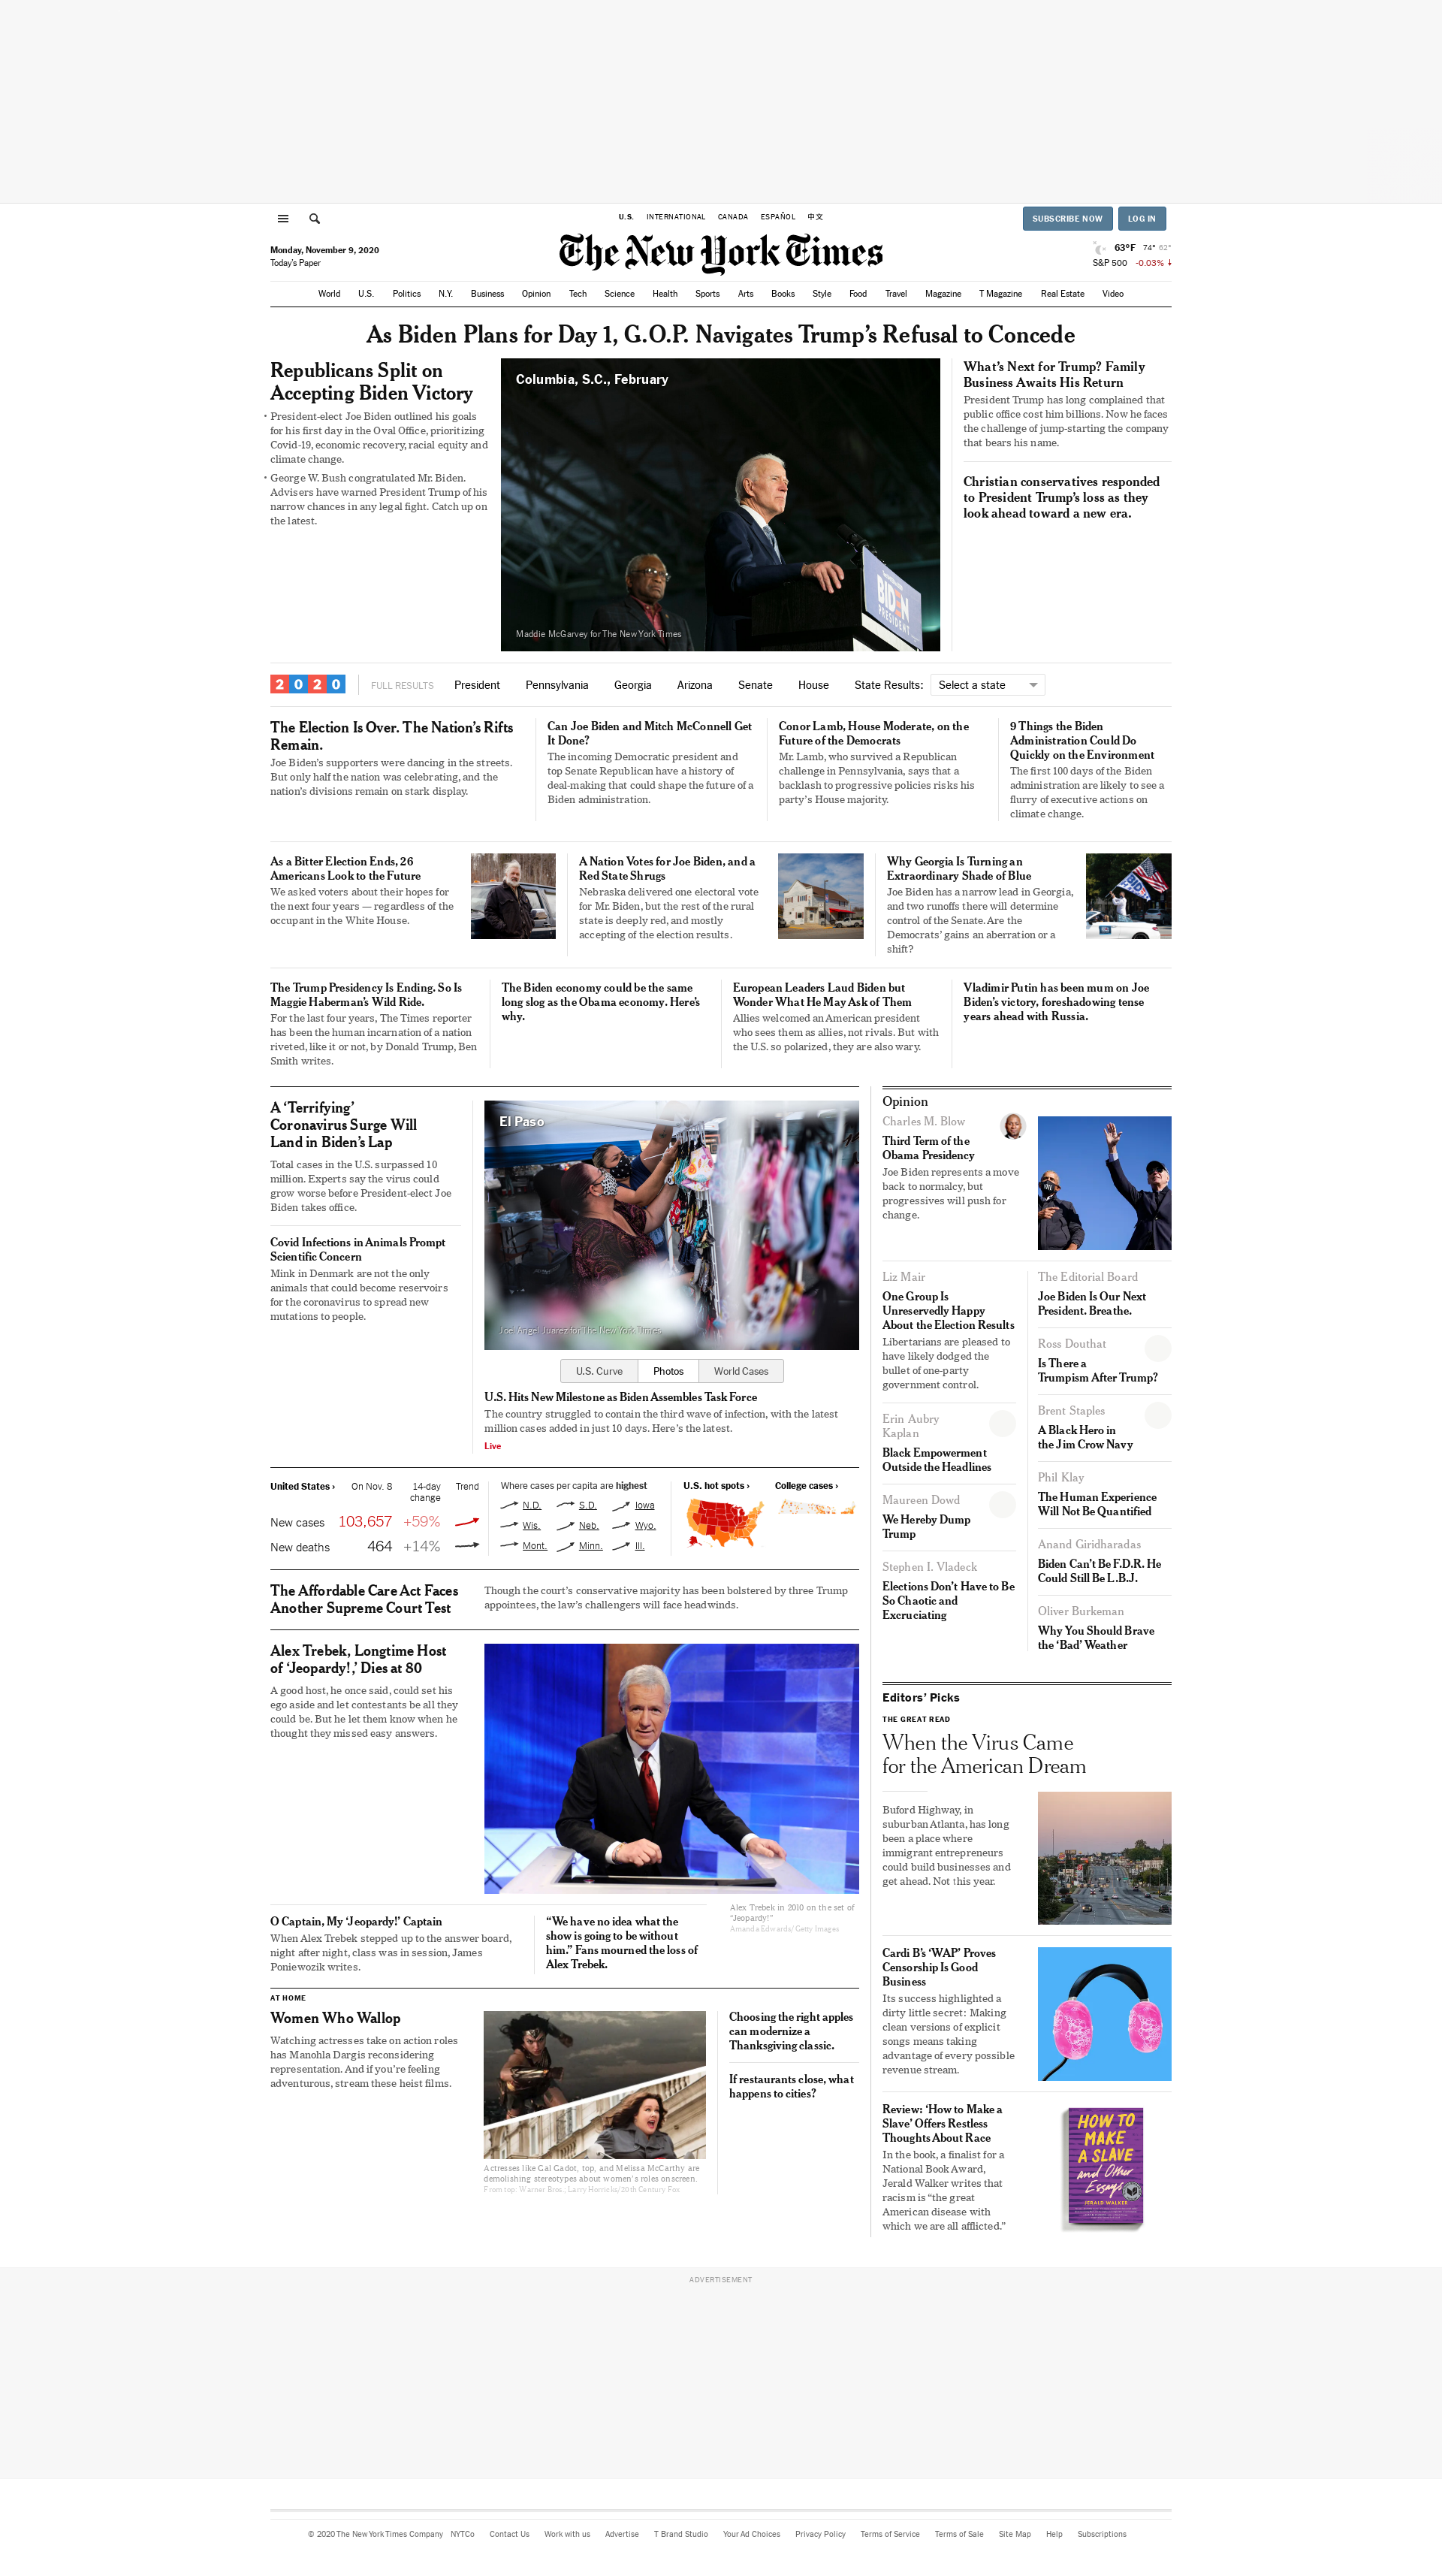 U.S.
INTERNATIONAL
CANADA
ESPAÑOL
中文
SUBSCRIBE NOW
LOG IN
Monday, November 9, 2020
Today's Paper
The New York Times
63°F 74° 62°
S&P 500 -0.03%
World U.S. Politics N.Y. Business Opinion Tech Science Health Sports Arts Books Style Food Travel Magazine T Magazine Real Estate Video
As Biden Plans for Day 1, G.O.P. Navigates Trump's Refusal to Concede
Republicans Split on
Accepting Biden Victory
• President-elect Joe Biden outlined his goals
for his first day in the Oval Office, prioritizing
Covid-19, economic recovery, racial equity and
climate change.
• George W. Bush congratulated Mr. Biden.
Advisers have warned President Trump of his
narrow chances in any legal fight. Catch up on
the latest.
Columbia, S.C., February
BIDEN
PRESIDENT
Maddie McGarvey for The New York Times
What's Next for Trump? Family
Business Awaits His Return
President Trump has long complained that
public office cost him billions. Now he faces
the challenge of jump-starting the company
that bears his name.
Christian conservatives responded
to President Trump's loss as they
look ahead toward a new era.
2020
FULL RESULTS President Pennsylvania Georgia Arizona Senate House State Results: Select a state
The Election Is Over. The Nation's Rifts
Remain.
Joe Biden's supporters were dancing in the streets.
But only half the nation was celebrating, and the
nation's divisions remain on stark display.
Can Joe Biden and Mitch McConnell Get
It Done?
The incoming Democratic president and
top Senate Republican have a history of
deal-making that could shape the future of a
Biden administration.
Conor Lamb, House Moderate, on the
Future of the Democrats
Mr. Lamb, who survived a Republican
challenge in Pennsylvania, says that a
backlash to progressive policies risks his
party's House majority.
9 Things the Biden
Administration Could Do
Quickly on the Environment
The first 100 days of the Biden
administration are likely to see a
flurry of executive actions on
climate change.
As a Bitter Election Ends, 26
Americans Look to the Future
We asked voters about their hopes for
the next four years — regardless of the
occupant in the White House.
A Nation Votes for Joe Biden, and a
Red State Shrugs
Nebraska delivered one electoral vote
for Mr. Biden, but the rest of the rural
state is deeply red, and mostly
accepting of the election results.
Why Georgia Is Turning an
Extraordinary Shade of Blue
Joe Biden has a narrow lead in Georgia,
and two runoffs there will determine
control of the Senate. Are the
Democrats' gains an aberration or a
shift?
The Trump Presidency Is Ending. So Is
Maggie Haberman's Wild Ride.
For the last four years, The Times reporter
has been the human incarnation of a nation
riveted, like it or not, by Donald Trump, Ben
Smith writes.
The Biden economy could be the same
long slog as the Obama economy. Here's
why.
European Leaders Laud Biden but
Wonder What He May Ask of Them
Allies welcomed an American president
who sees them as allies, not rivals. But with
the U.S. so polarized, they are also wary.
Vladimir Putin has been mum on Joe
Biden's victory, foreshadowing tense
years ahead with Russia.
A 'Terrifying'
Coronavirus Surge Will
Land in Biden's Lap
Total cases in the U.S. surpassed 10
million. Experts say the virus could
grow worse before President-elect Joe
Biden takes office.
Covid Infections in Animals Prompt
Scientific Concern
Mink in Denmark are not the only
animals that could become reservoirs
for the coronavirus to spread new
mutations to people.
El Paso
Joel Angel Juarez for The New York Times
U.S. Curve
Photos
World Cases
U.S. Hits New Milestone as Biden Assembles Task Force
The country struggled to contain the third wave of infection, with the latest
million cases added in just 10 days. Here's the latest.
Live
United States › On Nov. 8 14-day
change
Trend
New cases 103,657 +59%
New deaths 464 +14%
Where cases per capita are highest
N.D. S.D. Iowa
Wis. Neb. Wyo.
Mont. Minn. Ill.
U.S. hot spots ›
College cases ›
The Affordable Care Act Faces
Another Supreme Court Test
Though the court's conservative majority has been bolstered by three Trump
appointees, the law's challengers will face headwinds.
Alex Trebek, Longtime Host
of 'Jeopardy!,' Dies at 80
A good host, he once said, could set his
ego aside and let contestants be all they
could be. But he let them know when he
thought they missed easy answers.
Alex Trebek in 2010 on the set of
"Jeopardy!"
Amanda Edwards/Getty Images
O Captain, My 'Jeopardy!' Captain
When Alex Trebek stepped up to the answer board,
night after night, class was in session, James
Poniewozik writes.
"We have no idea what the
show is going to be without
him." Fans mourned the loss of
Alex Trebek.
AT HOME
Women Who Wallop
Watching actresses take on action roles
has Manohla Dargis reconsidering
representation. And if you're feeling
adventurous, stream these heist films.
Actresses like Gal Gadot, top, and Melissa McCarthy are
demolishing stereotypes about women's roles onscreen.
From top: Warner Bros.; Larry Horricks/20th Century Fox
Choosing the right apples
can modernize a
Thanksgiving classic.
If restaurants close, what
happens to cities?
Opinion
Charles M. Blow
Third Term of the
Obama Presidency
Joe Biden represents a move
back to normalcy, but
progressives will push for
change.
Liz Mair
One Group Is
Unreservedly Happy
About the Election Results
Libertarians are pleased to
have likely dodged the
bullet of one-party
government control.
Erin Aubry
Kaplan
Black Empowerment
Outside the Headlines
Maureen Dowd
We Hereby Dump
Trump
Stephen I. Vladeck
Elections Don't Have to Be
So Chaotic and
Excruciating
The Editorial Board
Joe Biden Is Our Next
President. Breathe.
Ross Douthat
Is There a
Trumpism After Trump?
Brent Staples
A Black Hero in
the Jim Crow Navy
Phil Klay
The Human Experience
Will Not Be Quantified
Anand Giridharadas
Biden Can't Be F.D.R. He
Could Still Be L.B.J.
Oliver Burkeman
Why You Should Brave
the 'Bad' Weather
Editors' Picks
THE GREAT READ
When the Virus Came
for the American Dream
Buford Highway, in
suburban Atlanta, has long
been a place where
immigrant entrepreneurs
could build businesses and
get ahead. Not this year.
Cardi B's 'WAP' Proves
Censorship Is Good
Business
Its success highlighted a
dirty little secret: Making
clean versions of explicit
songs means taking
advantage of every possible
revenue stream.
Review: 'How to Make a
Slave' Offers Restless
Thoughts About Race
In the book, a finalist for a
National Book Award,
Jerald Walker writes that
racism is "the great
American disease with
which we are all afflicted."
HOW TO
MAKE
A SLAVE
and Other
Essays
JERALD WALKER
ADVERTISEMENT
© 2020 The New York Times Company NYTCo Contact Us Work with us Advertise T Brand Studio Your Ad Choices Privacy Policy Terms of Service Terms of Sale Site Map Help Subscriptions